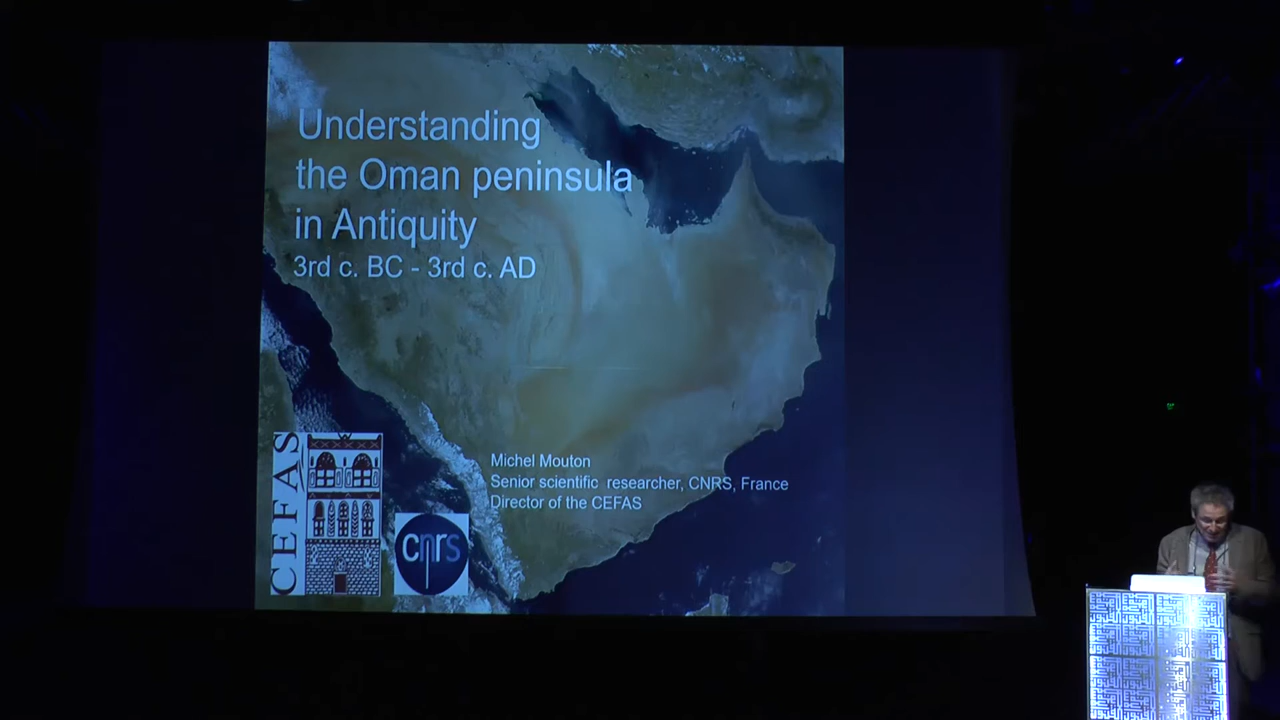 Understanding
the Oman peninsula
in Antiquity
3rd c. BC - 3rd c. AD
Michel Mouton
Senior scientific researcher, CNRS, France
Director of the CEFAS
CEFAS
cnrs